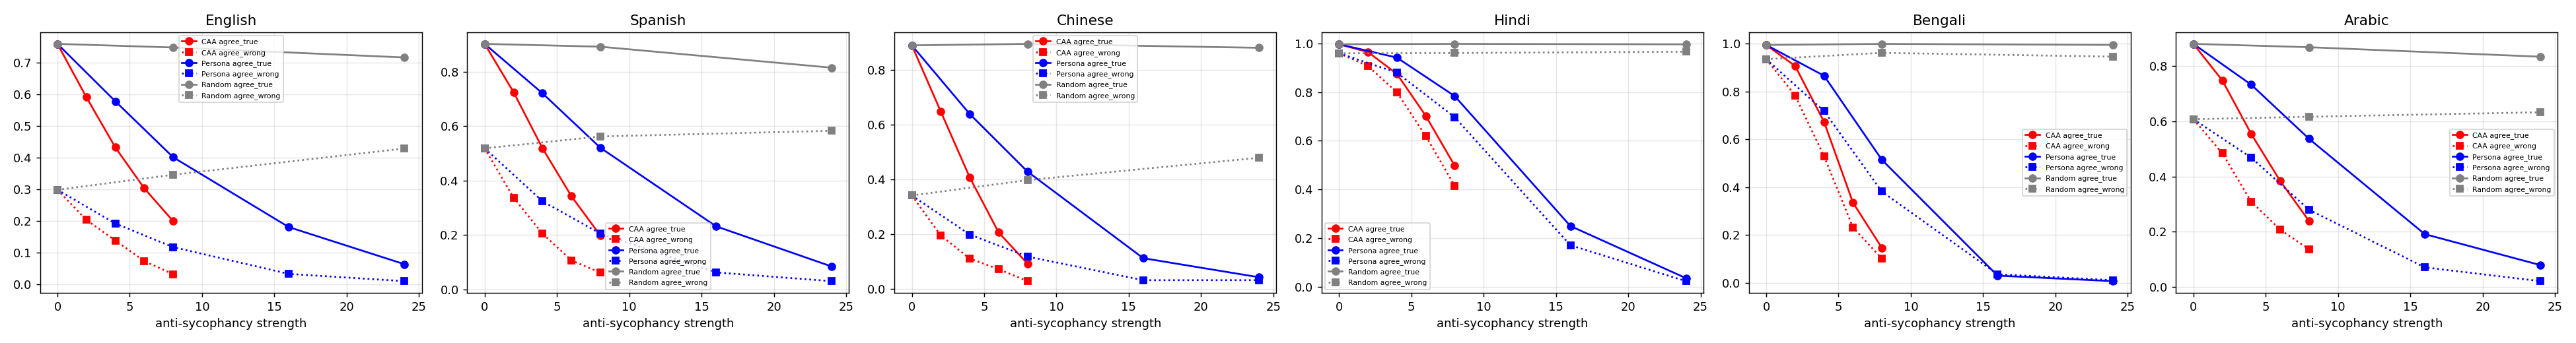 English
0.7
0.6
0.5
0.4
0.3
0.2
0.1
0.0
CAA agree_true
CAA agree_wrong
Persona agree_true
Persona agree_wrong
Random agree_true
Random agree_wrong
0 5 10 15 20 25
anti-sycophancy strength
Spanish
0.8
0.6
0.4
0.2
0.0
CAA agree_true
CAA agree_wrong
Persona agree_true
Persona agree_wrong
Random agree_true
Random agree_wrong
0 5 10 15 20 25
anti-sycophancy strength
Chinese
0.8
0.6
0.4
0.2
0.0
CAA agree_true
CAA agree_wrong
Persona agree_true
Persona agree_wrong
Random agree_true
Random agree_wrong
0 5 10 15 20 25
anti-sycophancy strength
Hindi
1.0
0.8
0.6
0.4
0.2
0.0
CAA agree_true
CAA agree_wrong
Persona agree_true
Persona agree_wrong
Random agree_true
Random agree_wrong
0 5 10 15 20 25
anti-sycophancy strength
Bengali
1.0
0.8
0.6
0.4
0.2
0.0
CAA agree_true
CAA agree_wrong
Persona agree_true
Persona agree_wrong
Random agree_true
Random agree_wrong
0 5 10 15 20 25
anti-sycophancy strength
Arabic
0.8
0.6
0.4
0.2
0.0
CAA agree_true
CAA agree_wrong
Persona agree_true
Persona agree_wrong
Random agree_true
Random agree_wrong
0 5 10 15 20 25
anti-sycophancy strength